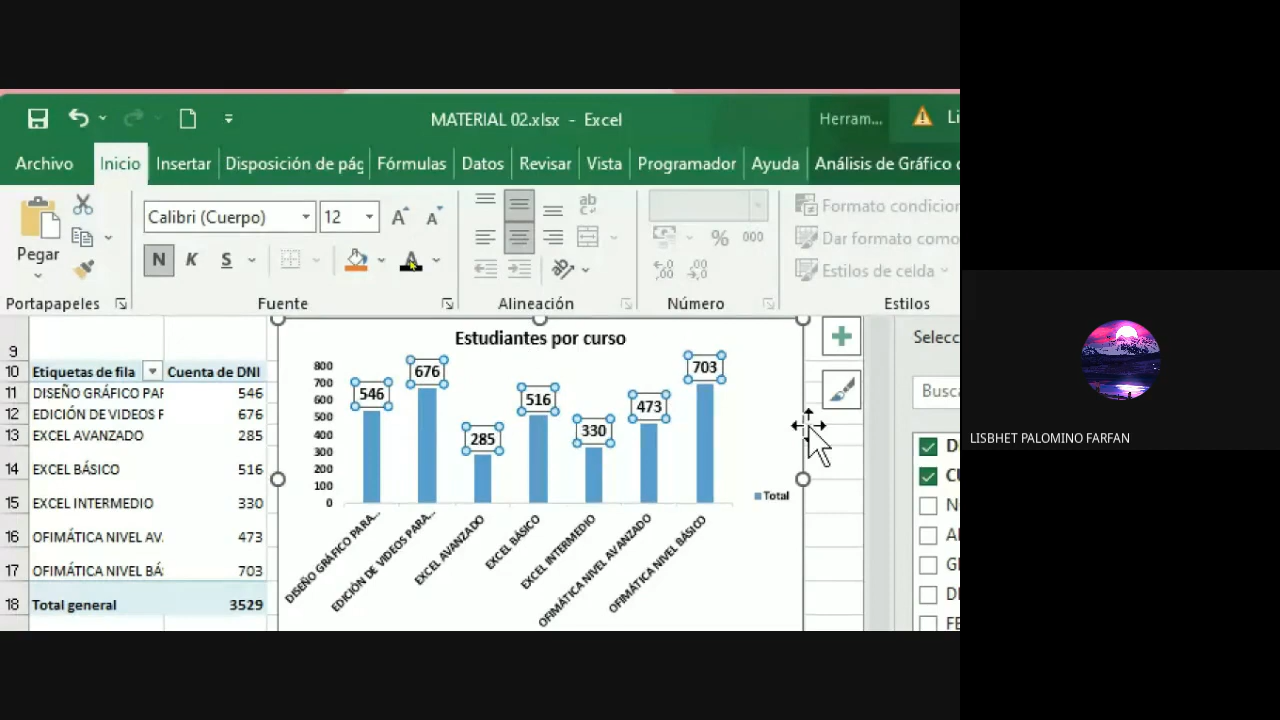 MATERIAL 02.xlsx - Excel
Herram...
Li
Archivo Inicio Insertar Disposición de pág Fórmulas Datos Revisar Vista Programador Ayuda Análisis de Gráfico
Pegar
Calibri (Cuerpo) 12
N K S
% 000
Formato condicion
Dar formato como
Estilos de celda
Portapapeles Fuente Alineación Número Estilos
9
10 Etiquetas de fila Cuenta de DNI
11 DISEÑO GRÁFICO PAR 546
12 EDICIÓN DE VIDEOS P 676
13 EXCEL AVANZADO 285
14 EXCEL BÁSICO 516
15 EXCEL INTERMEDIO 330
16 OFIMÁTICA NIVEL AV. 473
17 OFIMÁTICA NIVEL BÁ 703
18 Total general 3529
Estudiantes por curso
800
700
600
500
400
300
200
100
0
546 676 285 516 330 473 703
DISEÑO GRÁFICO PARA...
EDICIÓN DE VIDEOS PARA...
EXCEL AVANZADO
EXCEL BÁSICO
EXCEL INTERMEDIO
OFIMÁTICA NIVEL AVANZADO
OFIMÁTICA NIVEL BÁSICO
Total
Selecc
Busca
LISBHET PALOMINO FARFAN